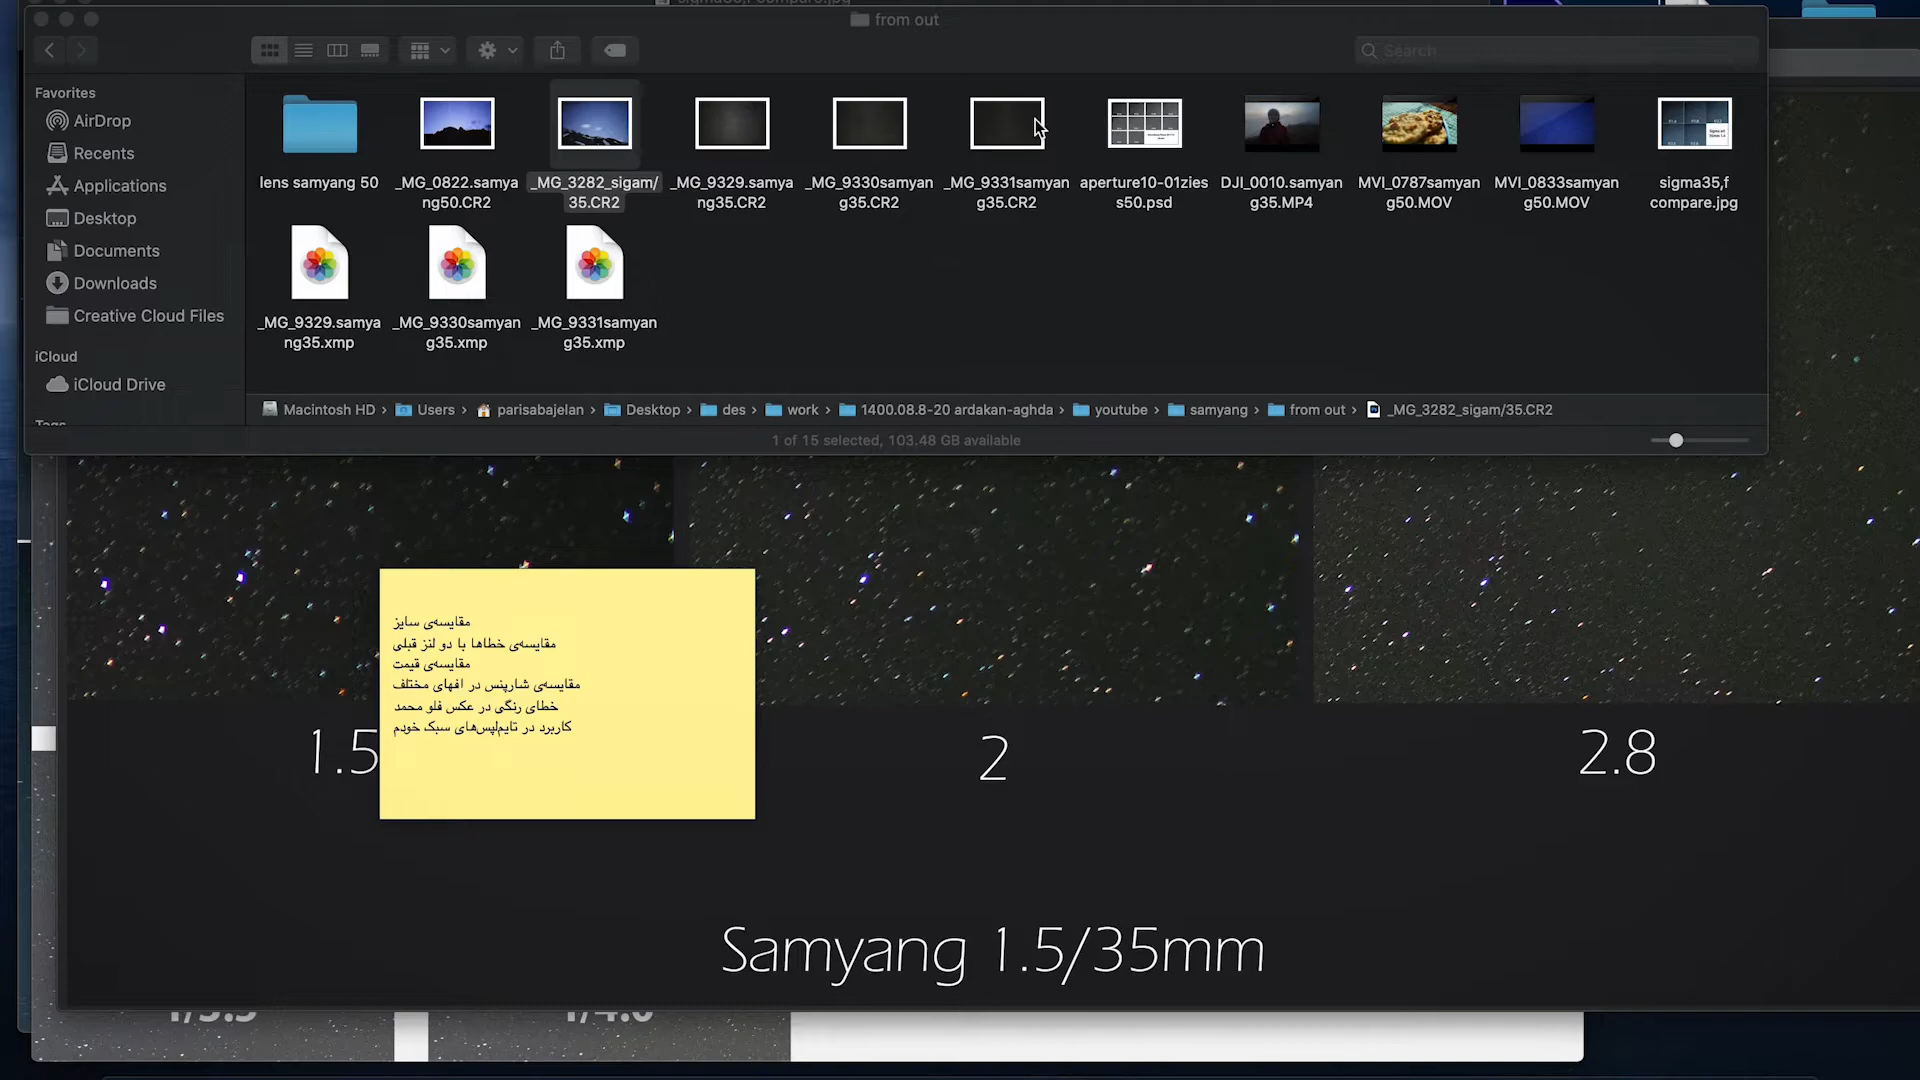 from out
Search
Favorites
AirDrop
Recents
Applications
Desktop
Documents
Downloads
Creative Cloud Files
iCloud
iCloud Drive
Tags
lens samyang 50
_MG_0822.samya
ng50.CR2
_MG_3282_sigam/
35.CR2
_MG_9329.samya
ng35.CR2
_MG_9330samyan
g35.CR2
_MG_9331samyan
g35.CR2
aperture10-01zies
s50.psd
DJI_0010.samyan
g35.MP4
MVI_0787samyan
g50.MOV
MVI_0833samyan
g50.MOV
sigma35,f
compare.jpg
_MG_9329.samya
ng35.xmp
_MG_9330samyan
g35.xmp
_MG_9331samyan
g35.xmp
Macintosh HD › Users › parisabajelan › Desktop › des › work › 1400.08.8-20 ardakan-aghda › youtube › samyang › from out › _MG_3282_sigam/35.CR2
1 of 15 selected, 103.48 GB available
مقایسه‌ی سایز
مقایسه‌ی خطاها با دو لنز قبلی
مقایسه‌ی قیمت
مقایسه‌ی شارپنس در اف‌های مختلف
خطای رنگی در عکس فلو محمد
کاربرد در تایم‌لپس‌های سبک خودم
1.5
2
2.8
Samyang 1.5/35mm